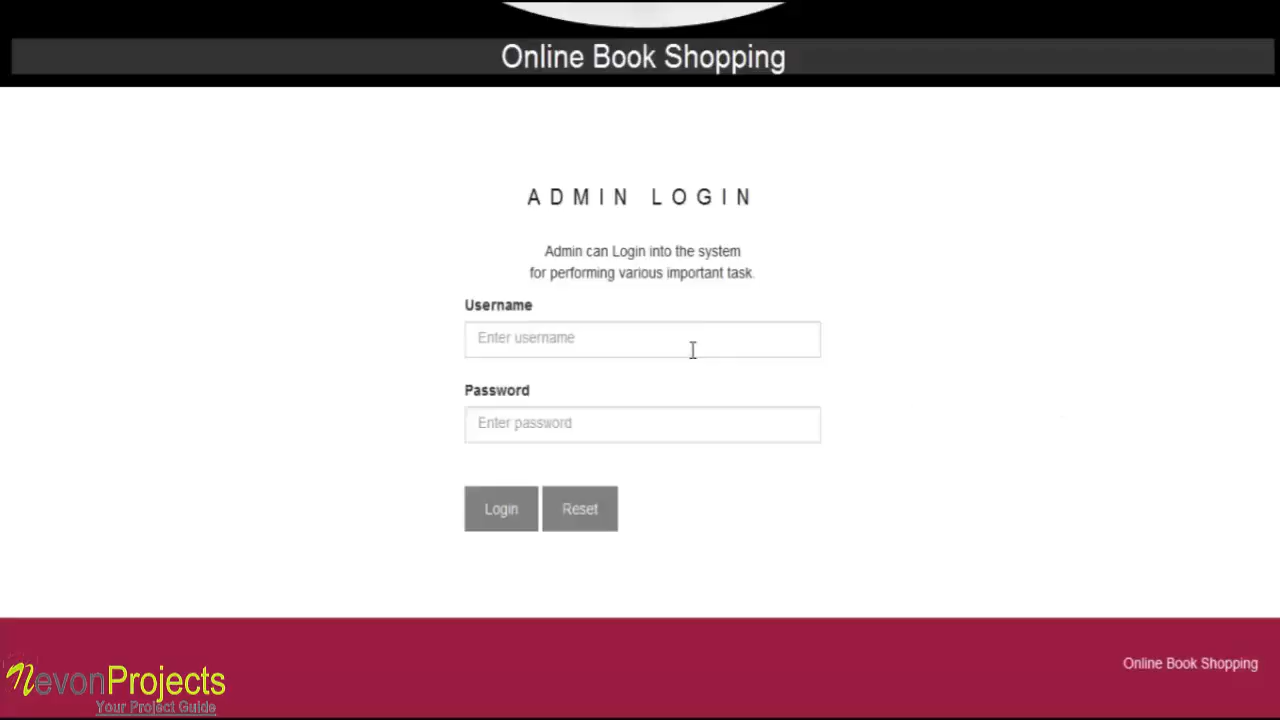 Online Book Shopping
ADMIN LOGIN
Admin can Login into the system
for performing various important task.
Username
Enter username
Password
Enter password
Login Reset
Online Book Shopping
NevonProjects
Your Project Guide